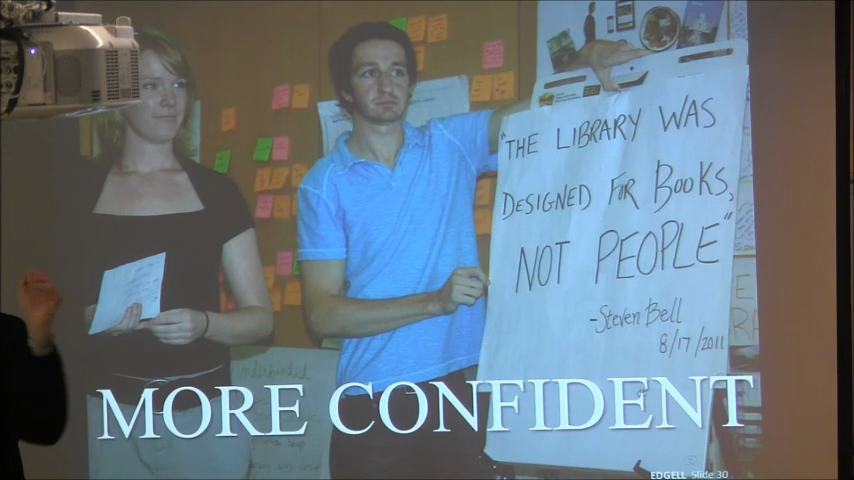 "THE LIBRARY WAS
DESIGNED FOR BOOKS,
NOT PEOPLE"
-Steven Bell
8/17/2011
MORE CONFIDENT
EDGELL Slide 30